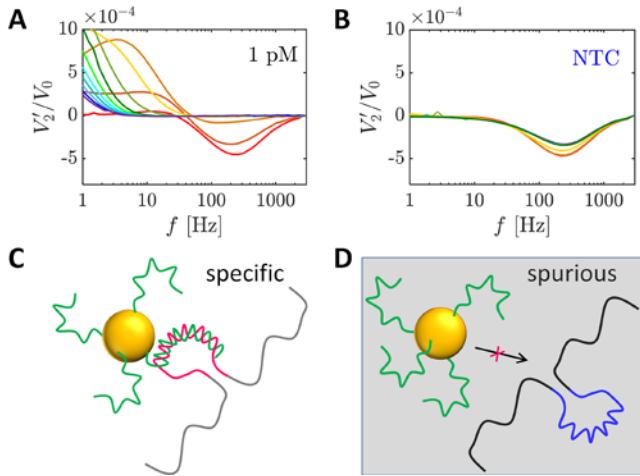 A
10 × 10⁻⁴
1 pM
5
0
-5
V₂′/V₀
1 10 100 1000
f [Hz]
B
10 × 10⁻⁴
NTC
5
0
-5
V₂′/V₀
1 10 100 1000
f [Hz]
C
specific
D
spurious